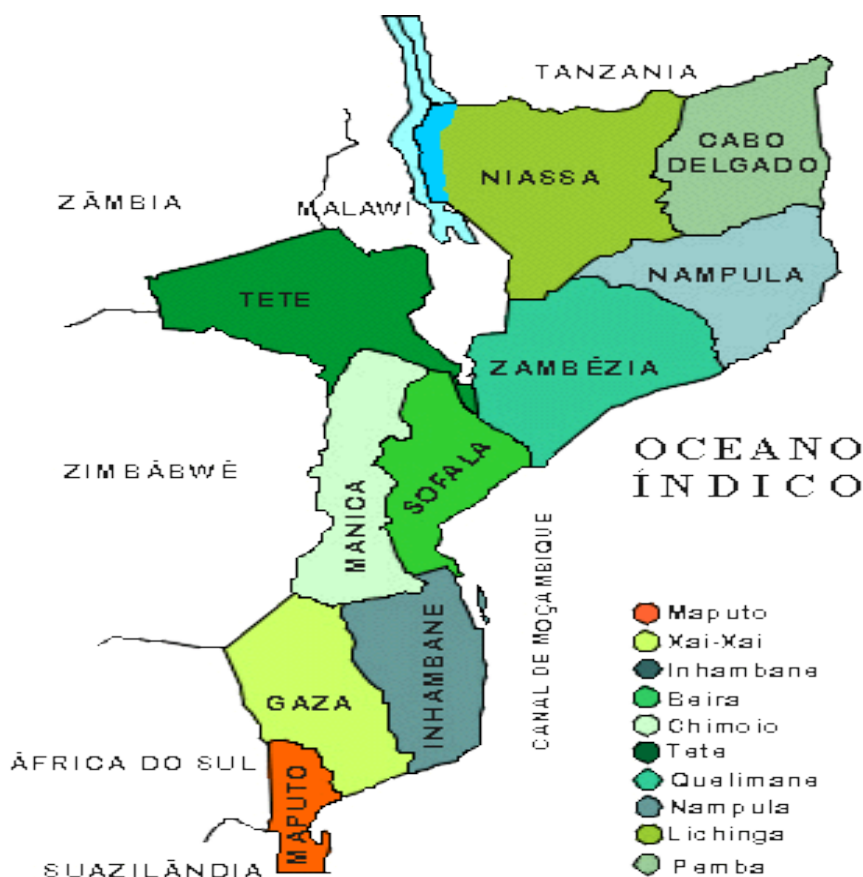 TANZANIA
CABO
DELGADO
NIASSA
ZÂMBIA
MALAWI
NAMPULA
TETE
ZAMBÉZIA
OCEANO
ÍNDICO
ZIMBÁBWÈ
SOFALA
MANICA
CANAL DE MOÇAMBIQUE
INHAMBANE
GAZA
ÁFRICA DO SUL
MAPUTO
SUAZILÂNDIA
Maputo
Xai-Xai
Inhambane
Beira
Chimoio
Tete
Quelimane
Nampula
Lichinga
Pemba